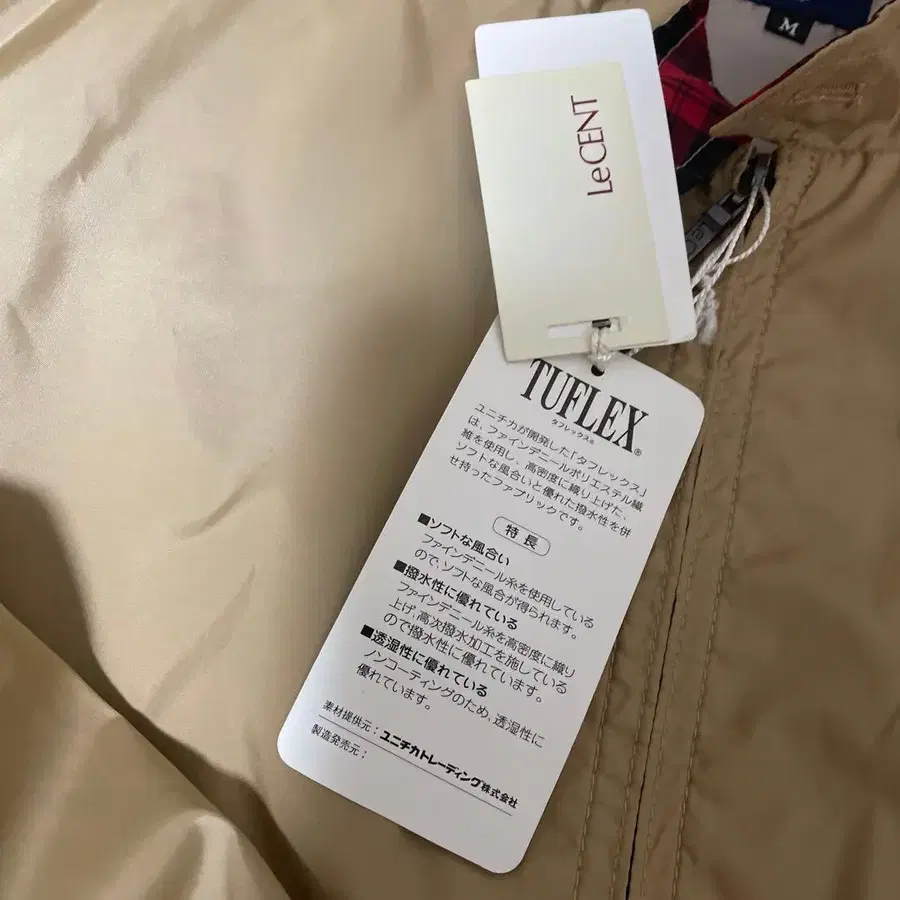 M
Le CENT
TUFLEX®
タフレックス®
ユニチカが開発した「タフレックス」
は、ファインデニールポリエステル繊
維を使用し、高密度に織り上げた、
ソフトな風合いと優れた撥水性を併
せ持ったファブリックです。
特長
■ソフトな風合い
ファインデニール糸を使用している
ので、ソフトな風合が得られます。
■撥水性に優れている
ファインデニール糸を高密度に織り
上げ、高次撥水加工を施している
ので撥水性に優れています。
■透湿性に優れている
ノンコーティングのため、透湿性に
優れています。
素材提供元：ユニチカトレーディング株式会社
製造発売元：